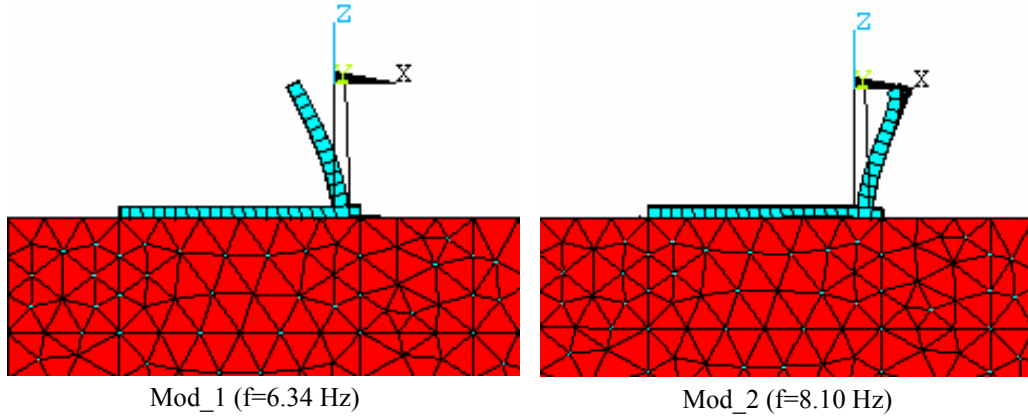 Z
Y X
Z
Y X
Mod_1 (f=6.34 Hz)
Mod_2 (f=8.10 Hz)